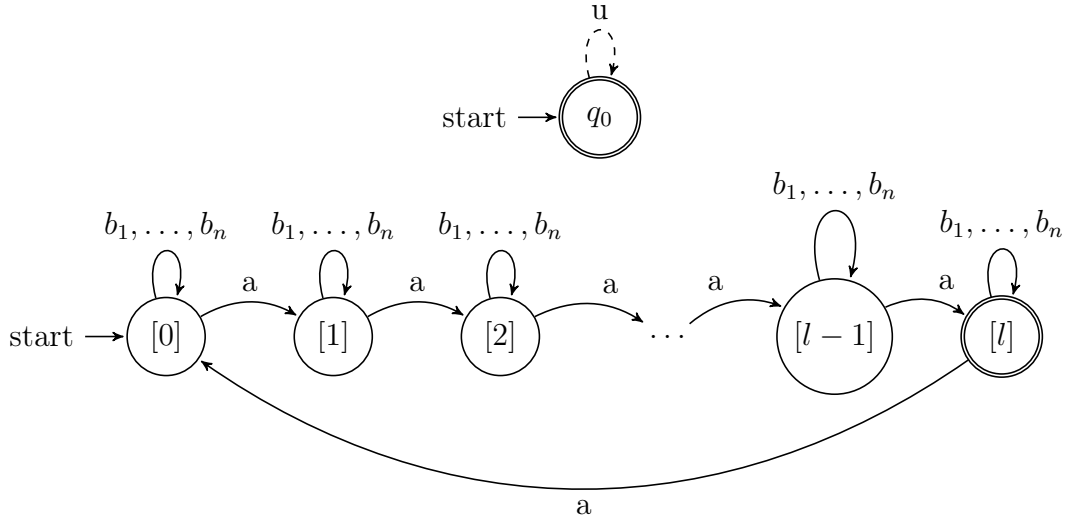 u
start q₀
b₁, . . . , bₙ
b₁, . . . , bₙ b₁, . . . , bₙ b₁, . . . , bₙ b₁, . . . , bₙ
a a a a a
start [0] [1] [2] . . . [l − 1] [l]
a